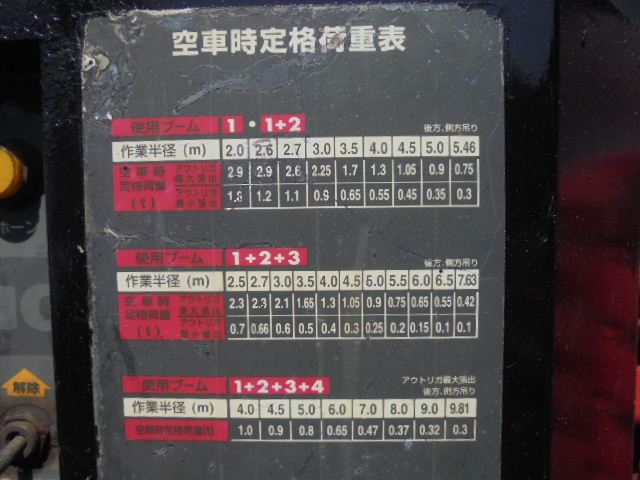 空車時定格荷重表
使用ブーム 1・1+2 後方、側方吊り
作業半径(m) 2.0 2.6 2.7 3.0 3.5 4.0 4.5 5.0 5.46
空車時定格荷量(t) アウトリガ最大張出 2.9 2.9 2.6 2.25 1.7 1.3 1.05 0.9 0.75
アウトリガ最小張出 1.8 1.2 1.1 0.9 0.65 0.55 0.45 0.35 0.3
使用ブーム 1+2+3 後方、側方吊り
作業半径(m) 2.5 2.7 3.0 3.5 4.0 4.5 5.0 5.5 6.0 6.5 7.63
空車時定格荷重(t) アウトリガ最大張出 2.3 2.3 2.1 1.65 1.3 1.05 0.9 0.75 0.65 0.55 0.42
アウトリガ最小張出 0.7 0.66 0.6 0.5 0.4 0.3 0.25 0.2 0.15 0.1 0.1
使用ブーム 1+2+3+4 アウトリガ最大張出
後方、側方吊り
作業半径(m) 4.0 4.5 5.0 6.0 7.0 8.0 9.0 9.81
空車時定格荷重(t) 1.0 0.9 0.8 0.65 0.47 0.37 0.32 0.3
ホーン
解除